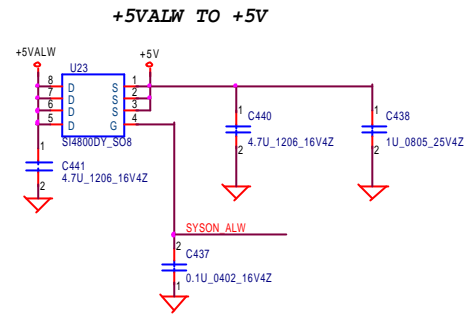 +5VALW TO +5V
+5VALW
+5V
U23
8 D S 1
7 D S 2
6 D S 3
5 D G 4
SI4800DY_SO8
1
C441
4.7U_1206_16V4Z
2
1
C440
4.7U_1206_16V4Z
2
1
C438
1U_0805_25V4Z
2
SYSON_ALW
2
C437
0.1U_0402_16V4Z
1